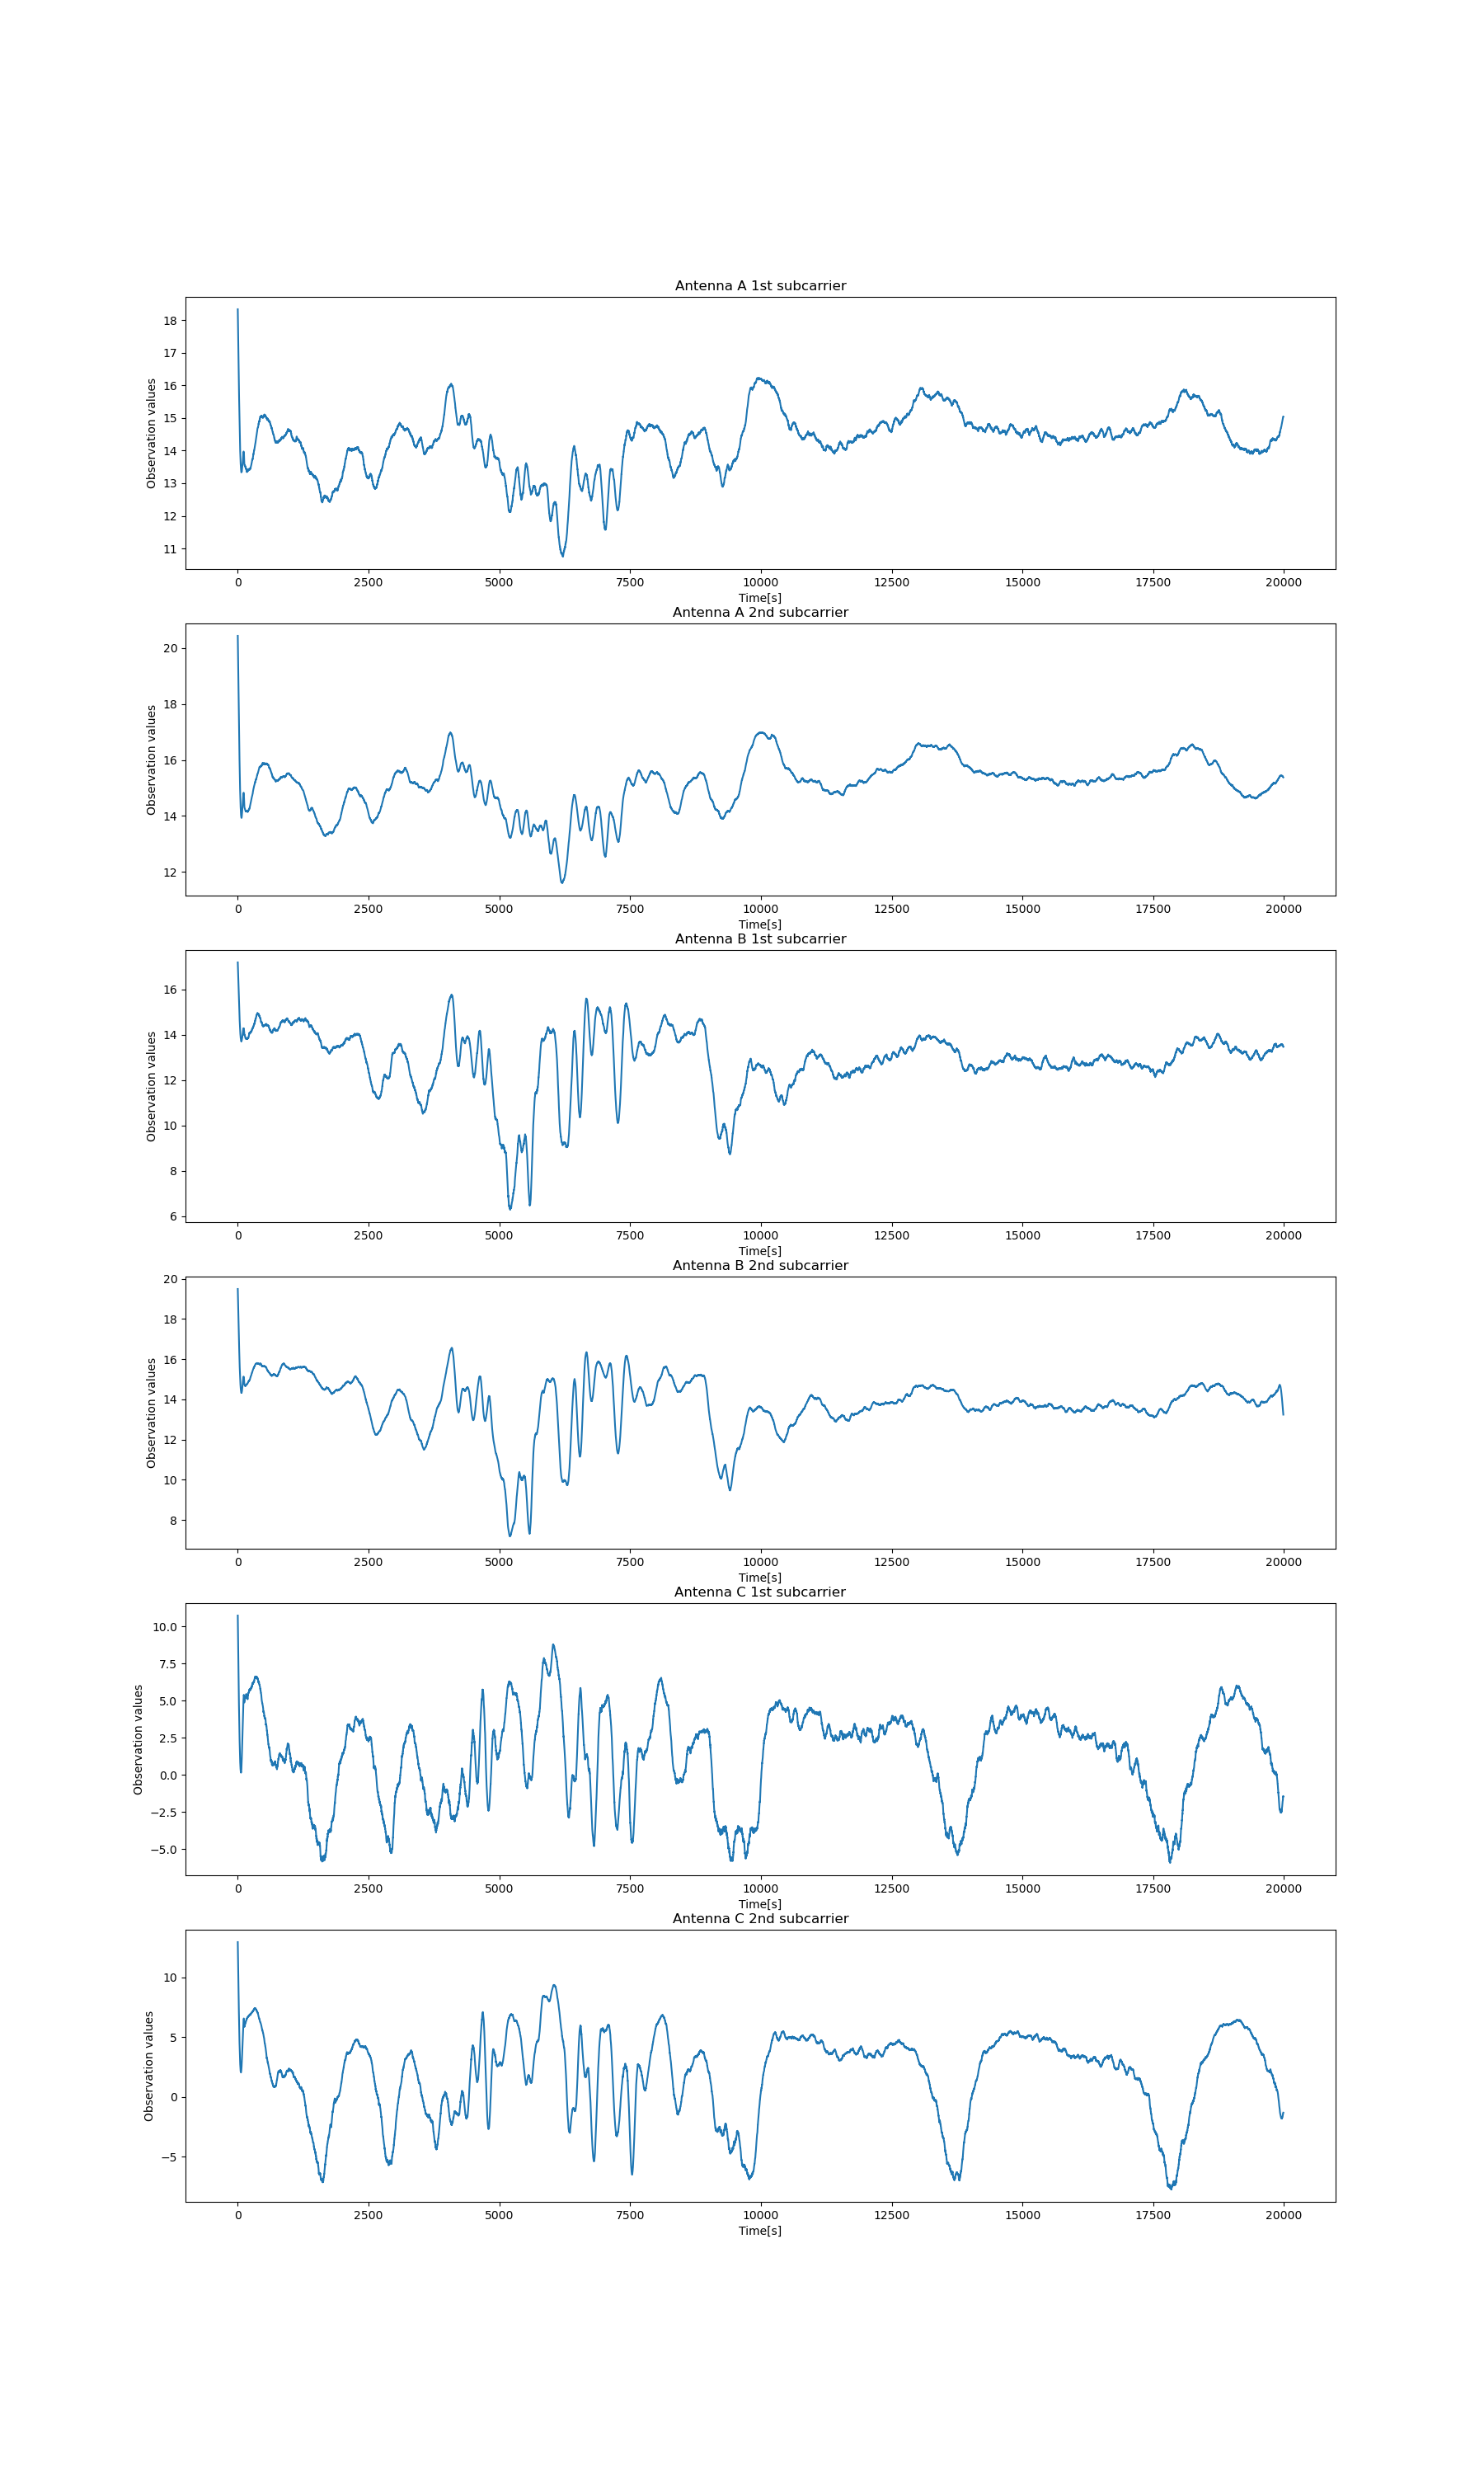 Antenna A 1st subcarrier
Observation values
18
17
16
15
14
13
12
11
0 2500 5000 7500 10000 12500 15000 17500 20000
Time[s]
Antenna A 2nd subcarrier
Observation values
20
18
16
14
12
0 2500 5000 7500 10000 12500 15000 17500 20000
Time[s]
Antenna B 1st subcarrier
Observation values
16
14
12
10
8
6
0 2500 5000 7500 10000 12500 15000 17500 20000
Time[s]
Antenna B 2nd subcarrier
Observation values
20
18
16
14
12
10
8
0 2500 5000 7500 10000 12500 15000 17500 20000
Time[s]
Antenna C 1st subcarrier
Observation values
10.0
7.5
5.0
2.5
0.0
−2.5
−5.0
0 2500 5000 7500 10000 12500 15000 17500 20000
Time[s]
Antenna C 2nd subcarrier
Observation values
10
5
0
−5
0 2500 5000 7500 10000 12500 15000 17500 20000
Time[s]